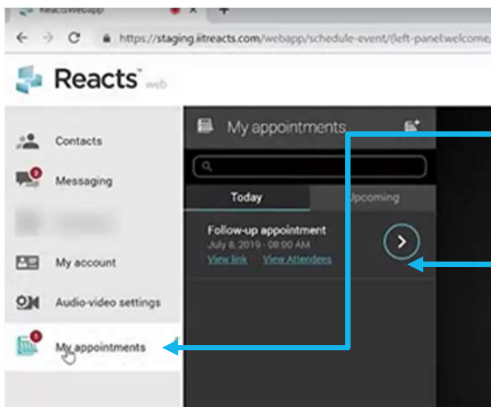 ReactsWebapp
https://staging.iitreacts.com/webapp/schedule-event/(left-panel:welcome/
Reacts™ web
Contacts
Messaging
My account
Audio-video settings
My appointments
My appointments
Today
Upcoming
Follow-up appointment
July 8, 2019 - 08:00 AM
View link View Attendees